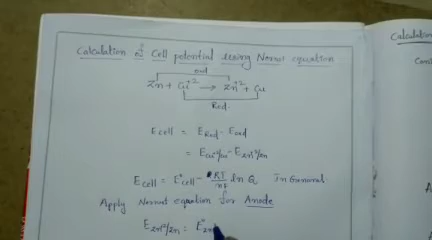 Calculation of Cell potential using Nernst equation
oxd
Zn + Cu+2 → Zn+2 + Cu
Red.
Ecell = ERed - Eoxd
= ECu+2/Cu - EZn+2/Zn
Ecell = E°cell - RT/nF ln Q In General
Apply Nernst equation for Anode
EZn+2/Zn = E°Zn
Calculation